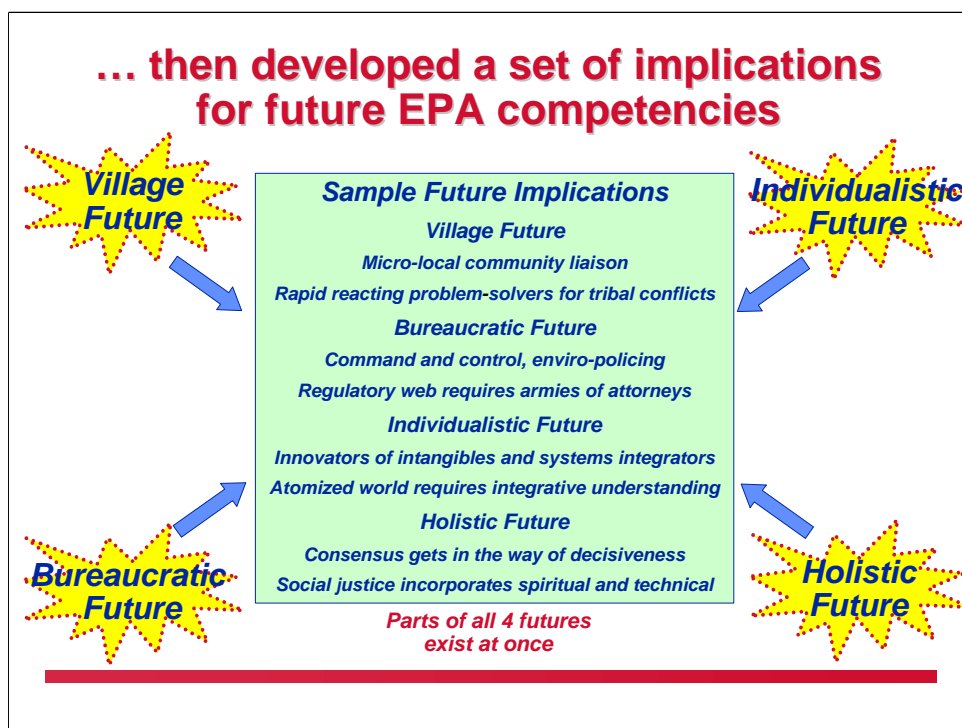 … then developed a set of implications
for future EPA competencies
Village
Future
Individualistic
Future
Sample Future Implications
Village Future
Micro-local community liaison
Rapid reacting problem-solvers for tribal conflicts
Bureaucratic Future
Command and control, enviro-policing
Regulatory web requires armies of attorneys
Individualistic Future
Innovators of intangibles and systems integrators
Atomized world requires integrative understanding
Holistic Future
Consensus gets in the way of decisiveness
Social justice incorporates spiritual and technical
Bureaucratic
Future
Holistic
Future
Parts of all 4 futures
exist at once